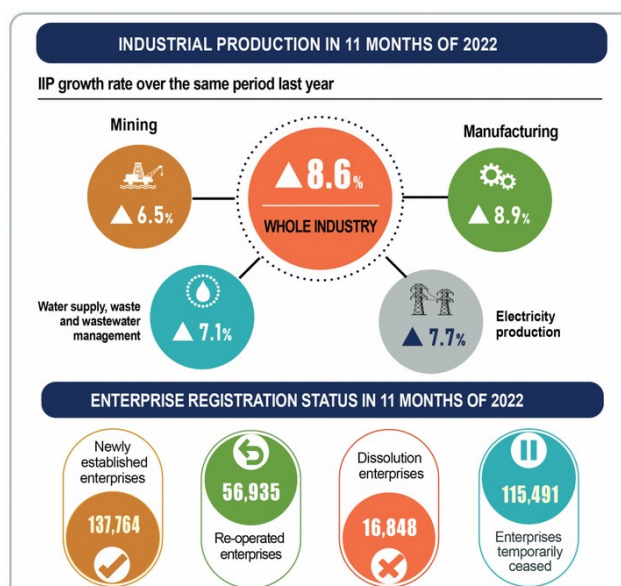 INDUSTRIAL PRODUCTION IN 11 MONTHS OF 2022
IIP growth rate over the same period last year
Mining
▲ 6.5%
▲ 8.6%
WHOLE INDUSTRY
Manufacturing
▲ 8.9%
Water supply, waste
and wastewater
management
▲ 7.1%
▲ 7.7%
Electricity
production
ENTERPRISE REGISTRATION STATUS IN 11 MONTHS OF 2022
Newly
established
enterprises
137,764
56,935
Re-operated
enterprises
Dissolution
enterprises
16,848
115,491
Enterprises
temporarily
ceased